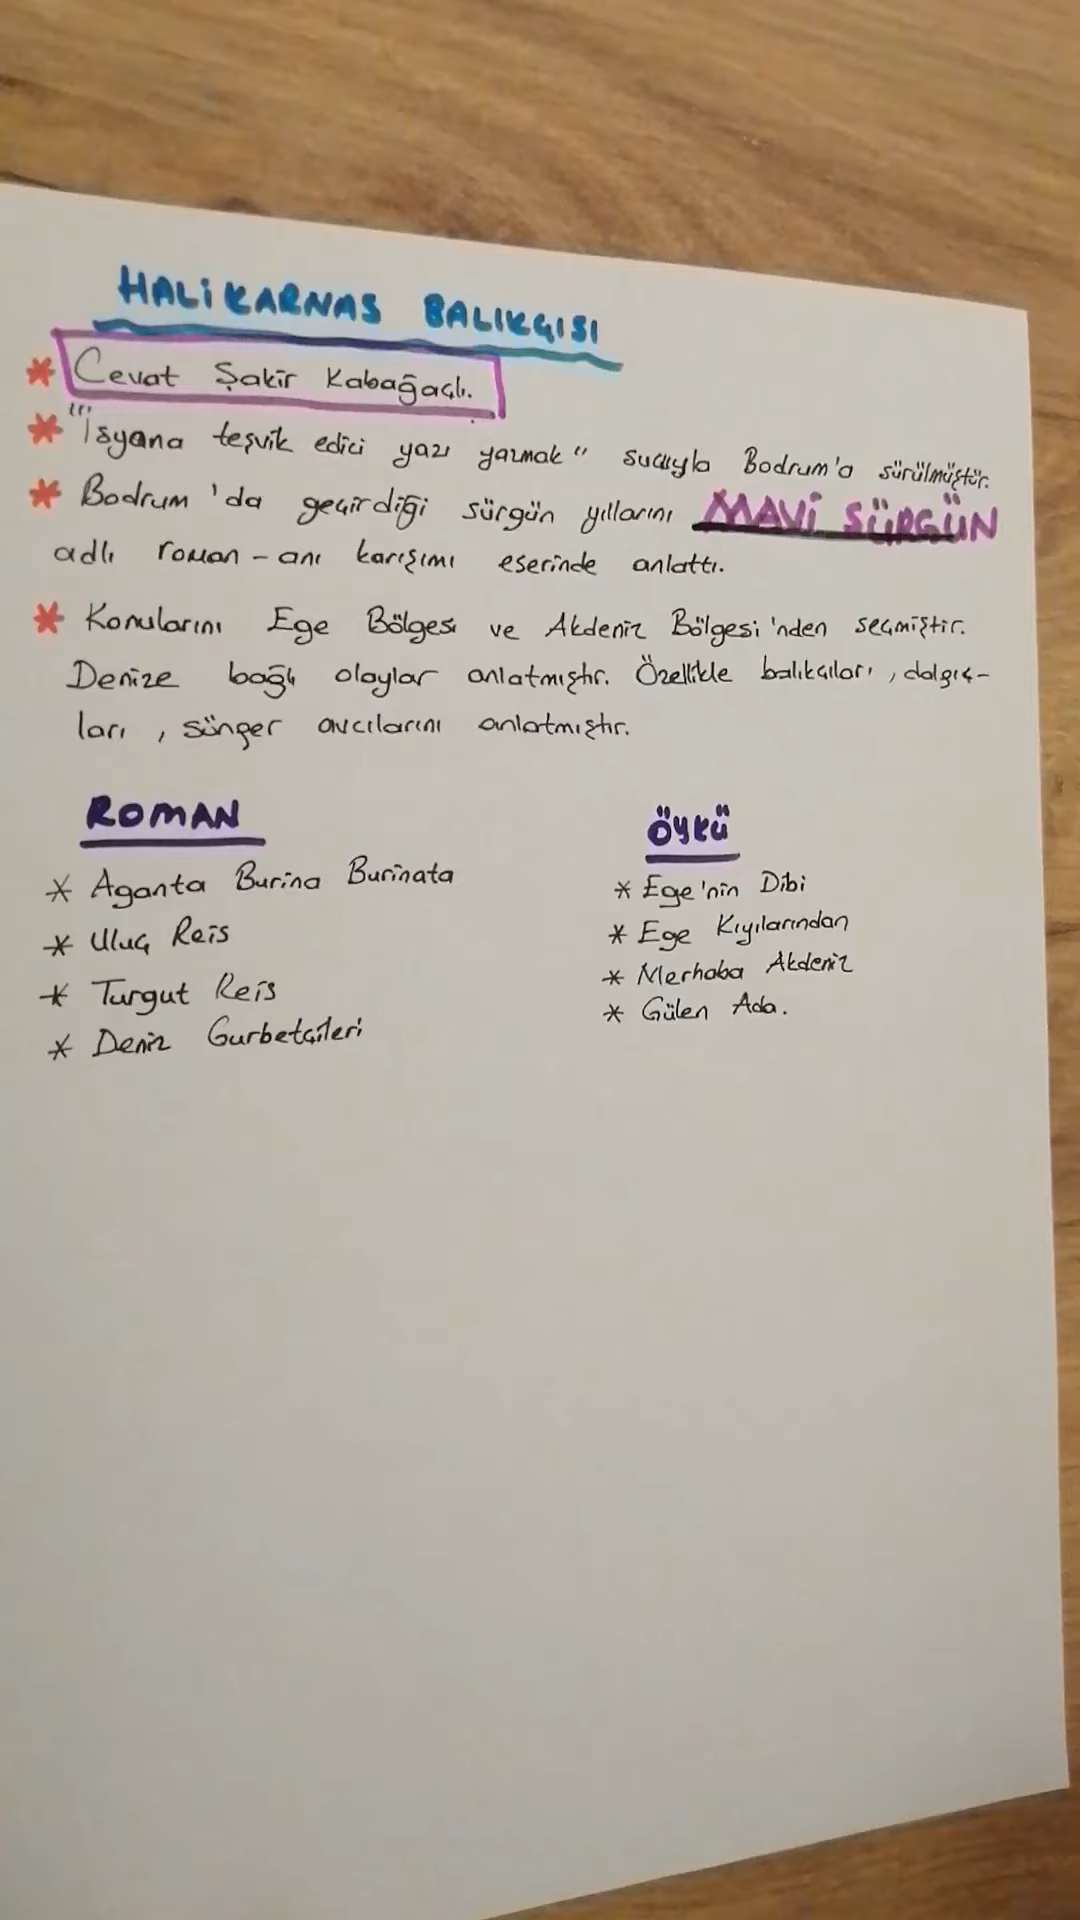 HALİKARNAS BALIKÇISI
* Cevat Şakir Kabağaçlı.
* "İsyana teşvik edici yazı yazmak" suçuyla Bodrum'a sürülmüştür.
* Bodrum'da geçirdiği sürgün yıllarını MAVİ SÜRGÜN
adlı roman-anı karışımı eserinde anlattı.
* Konularını Ege Bölgesi ve Akdeniz Bölgesi'nden seçmiştir.
Denize bağlı olaylar anlatmıştır. Özellikle balıkçıları, dalgıç-
ları, sünger avcılarını anlatmıştır.
ROMAN
* Aganta Burina Burinata
* Uluç Reis
* Turgut Reis
* Deniz Gurbetçileri
ÖYKÜ
* Ege'nin Dibi
* Ege Kıyılarından
* Merhaba Akdeniz
* Gülen Ada.